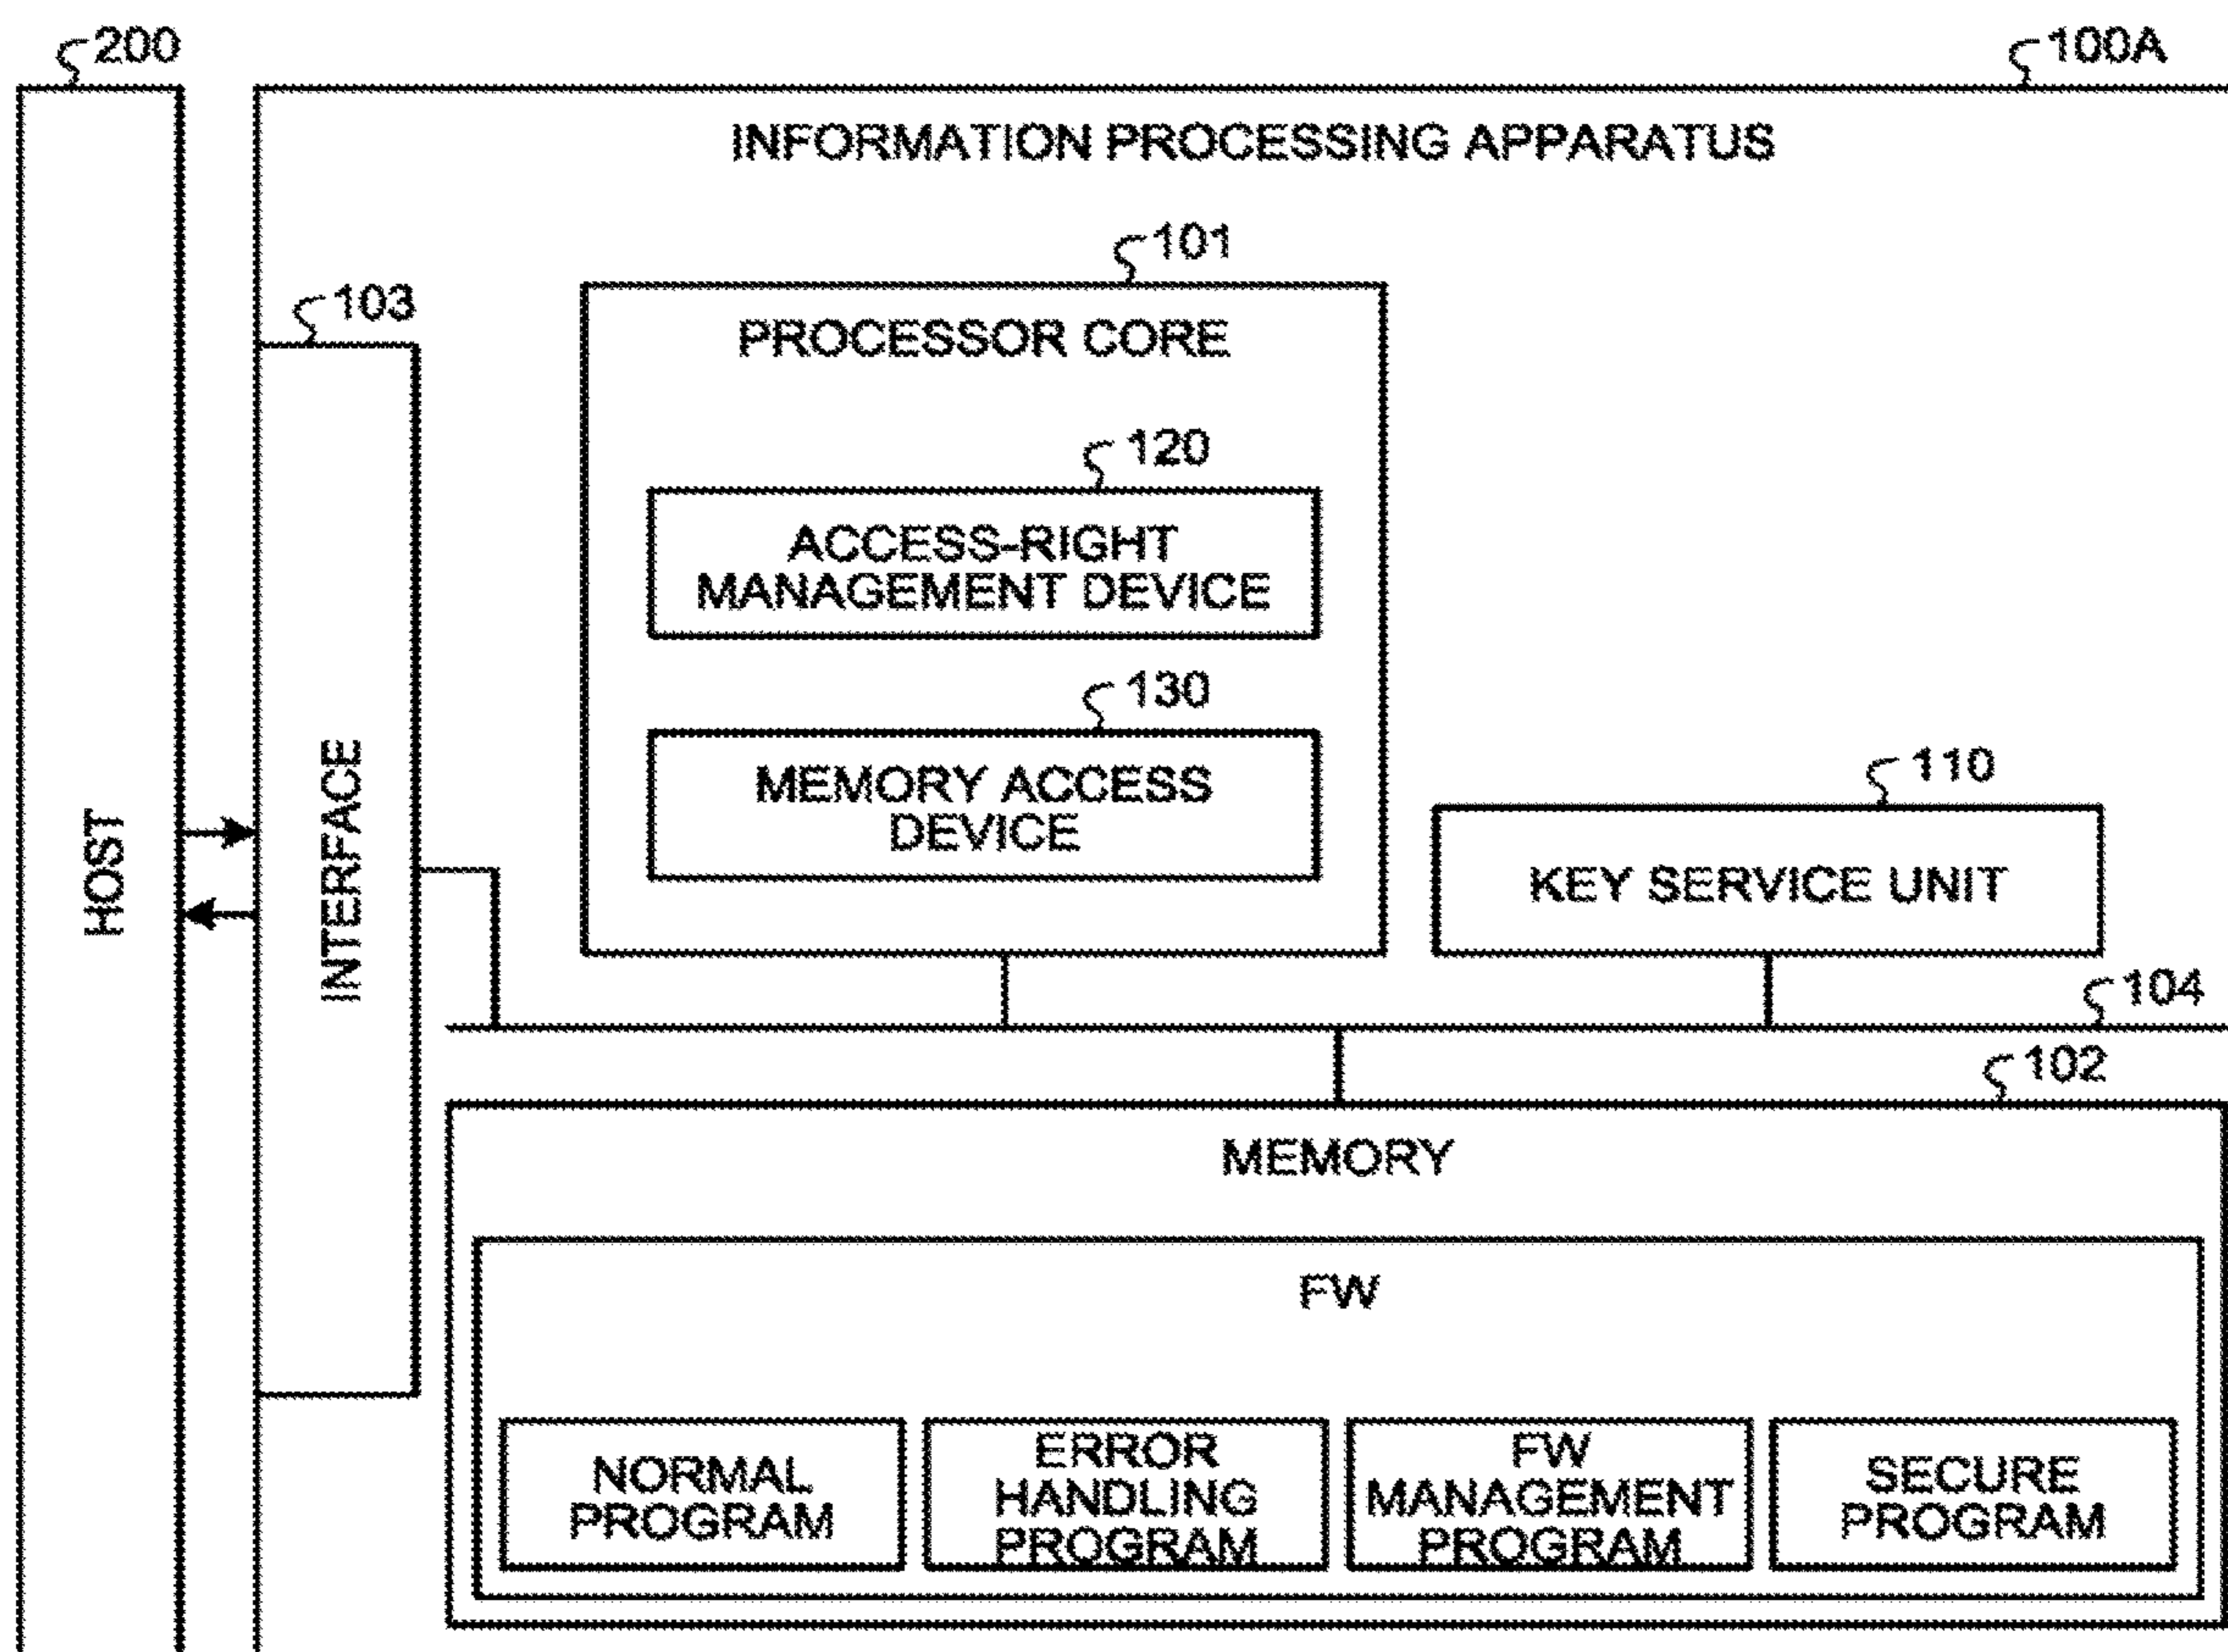 200
100A
INFORMATION PROCESSING APPARATUS
101
103
PROCESSOR CORE
120
ACCESS-RIGHT
MANAGEMENT DEVICE
130
MEMORY ACCESS
DEVICE
110
KEY SERVICE UNIT
HOST
INTERFACE
104
102
MEMORY
FW
NORMAL
PROGRAM
ERROR
HANDLING
PROGRAM
FW
MANAGEMENT
PROGRAM
SECURE
PROGRAM